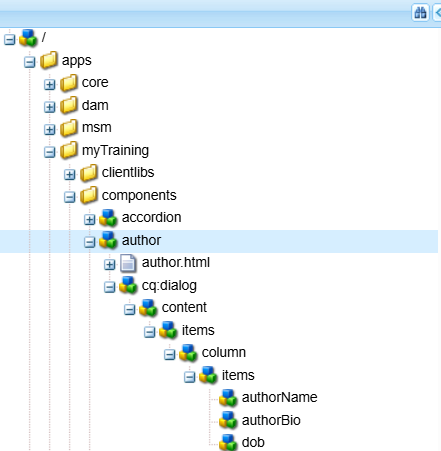 /
apps
core
dam
msm
myTraining
clientlibs
components
accordion
author
author.html
cq:dialog
content
items
column
items
authorName
authorBio
dob